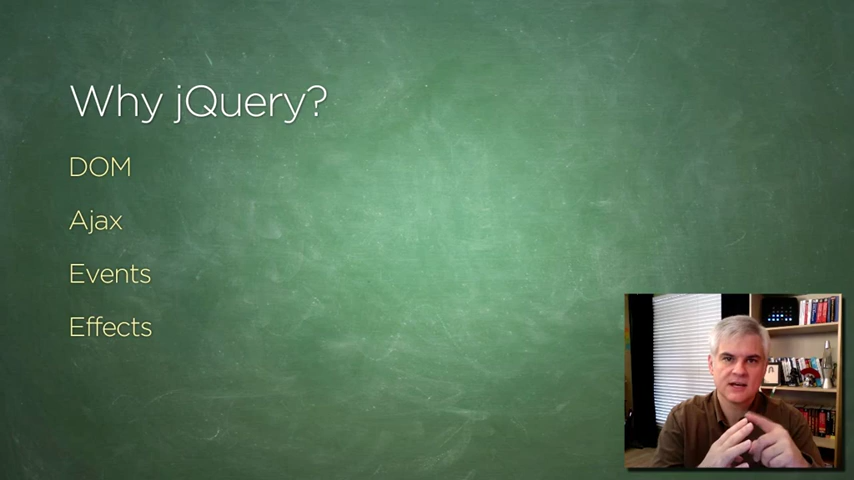 Why jQuery?
DOM
Ajax
Events
Effects